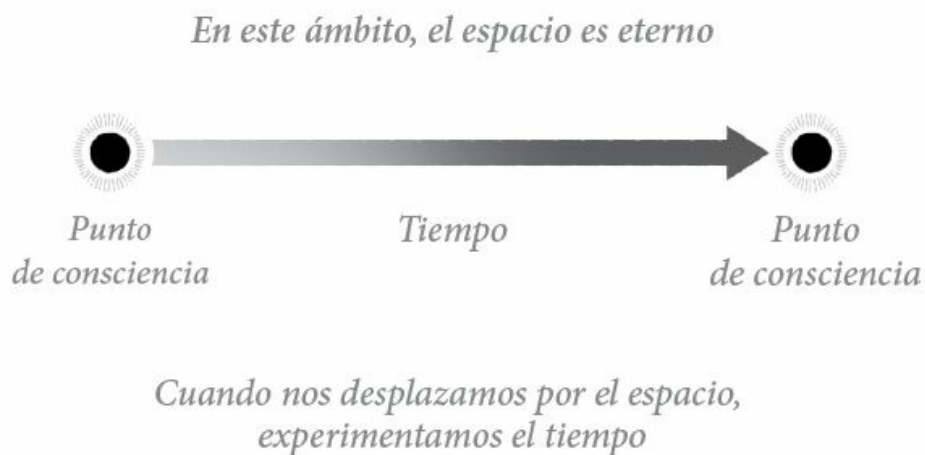 En este ámbito, el espacio es eterno
Punto
de consciencia
Tiempo
Punto
de consciencia
Cuando nos desplazamos por el espacio,
experimentamos el tiempo